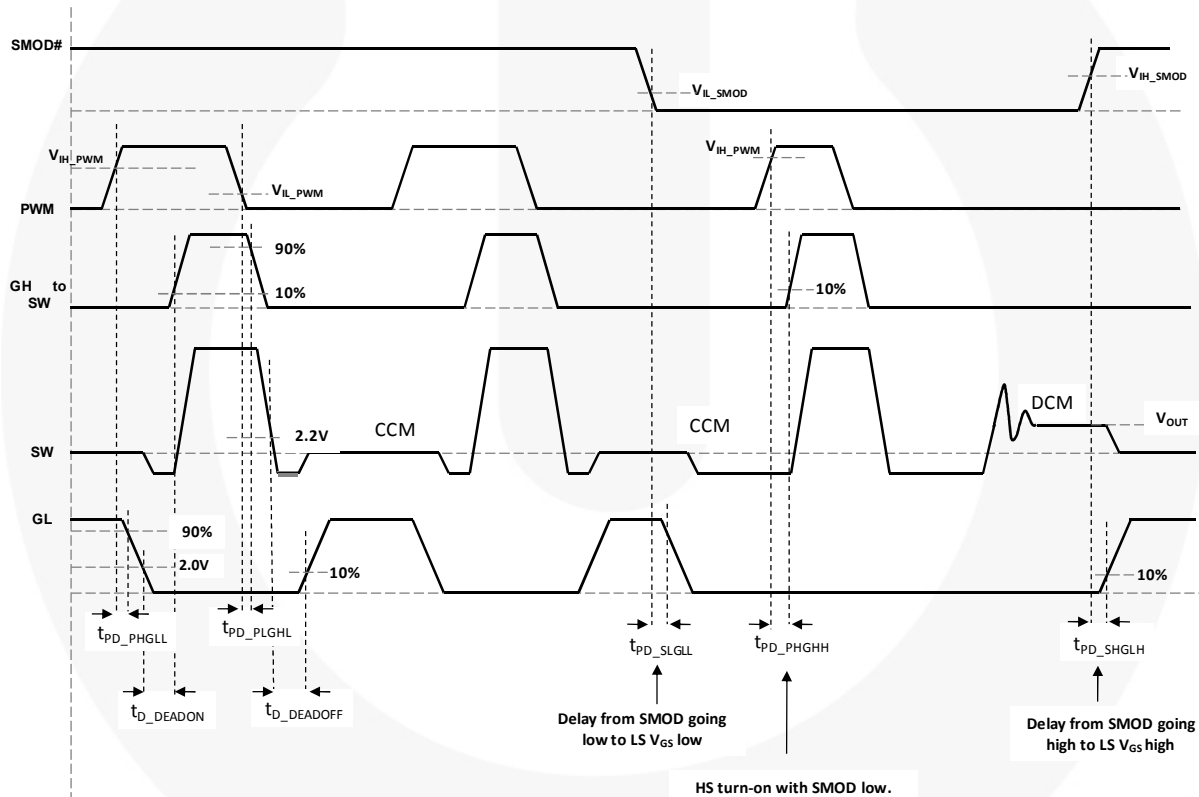 SMOD#
V_IL_SMOD
V_IH_SMOD
V_IH_PWM
V_IL_PWM
V_IH_PWM
PWM
90%
10%
GH to
SW
10%
2.2V
CCM
CCM
DCM
V_OUT
SW
GL
90%
2.0V
10%
10%
t_PD_PHGLL
t_PD_PLGHL
t_PD_SLGLL
t_PD_PHGHH
t_PD_SHGLH
t_D_DEADON
t_D_DEADOFF
Delay from SMOD going
low to LS V_GS low
Delay from SMOD going
high to LS V_GS high
HS turn-on with SMOD low.